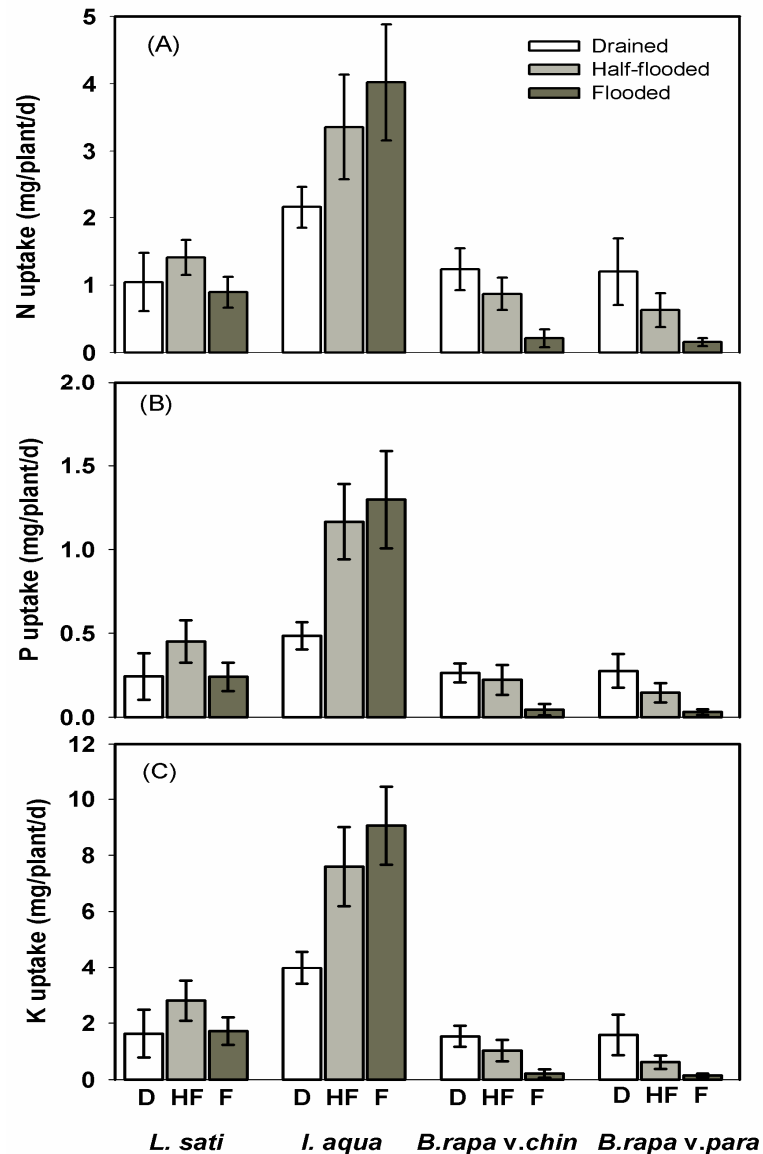 (A)
Drained
Half-flooded
Flooded
N uptake (mg/plant/d)
5
4
3
2
1
0
(B)
P uptake (mg/plant/d)
2.0
1.5
1.0
0.5
0.0
(C)
K uptake (mg/plant/d)
12
10
8
6
4
2
0
D HF F D HF F D HF F D HF F
L. sati I. aqua B.rapa v.chin B.rapa v.para